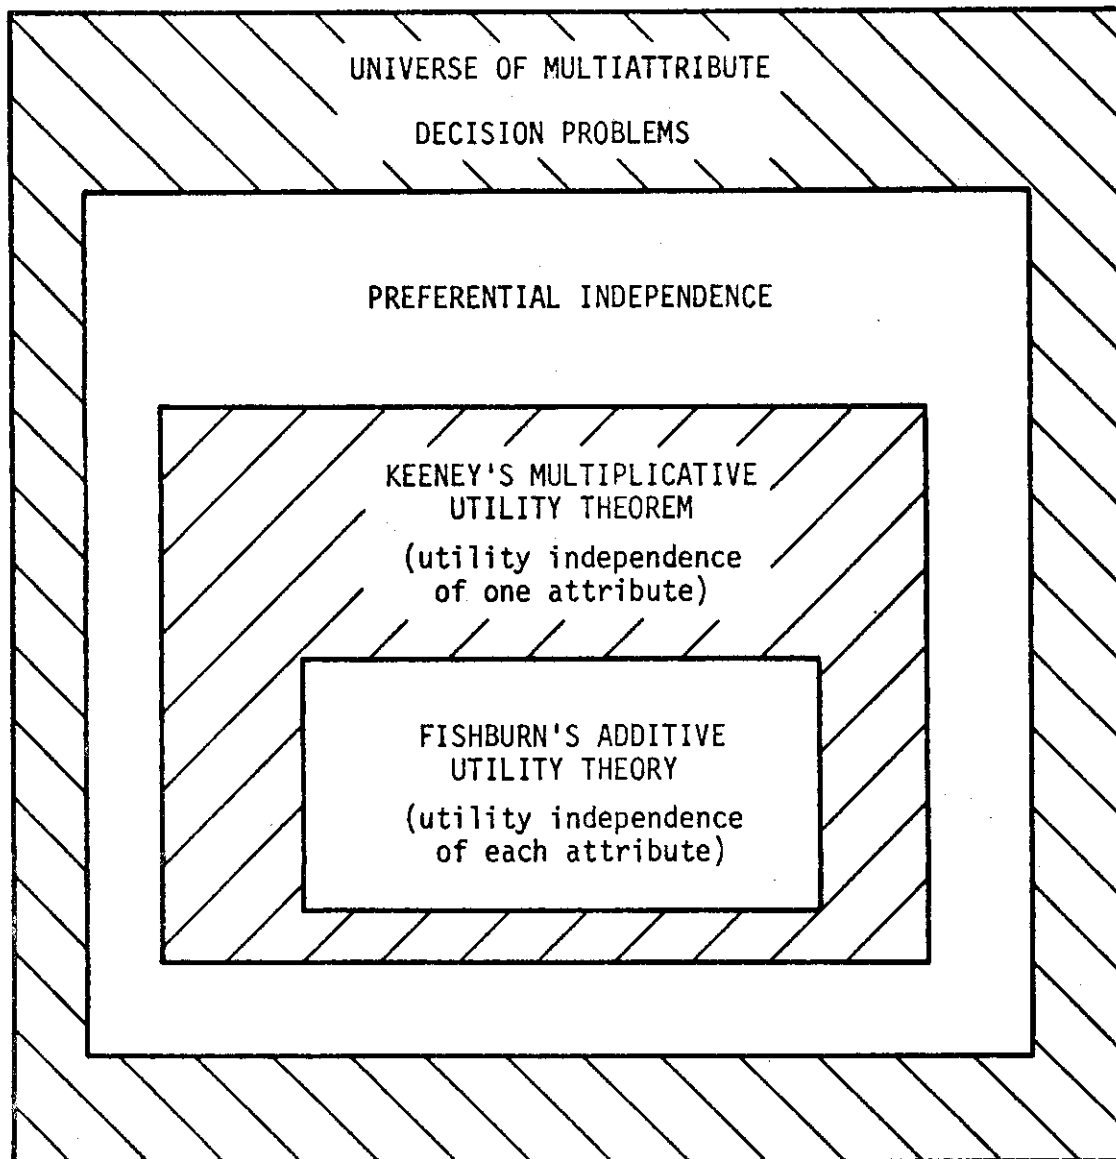 UNIVERSE OF MULTIATTRIBUTE
DECISION PROBLEMS
PREFERENTIAL INDEPENDENCE
KEENEY'S MULTIPLICATIVE
UTILITY THEOREM
(utility independence
of one attribute)
FISHBURN'S ADDITIVE
UTILITY THEORY
(utility independence
of each attribute)